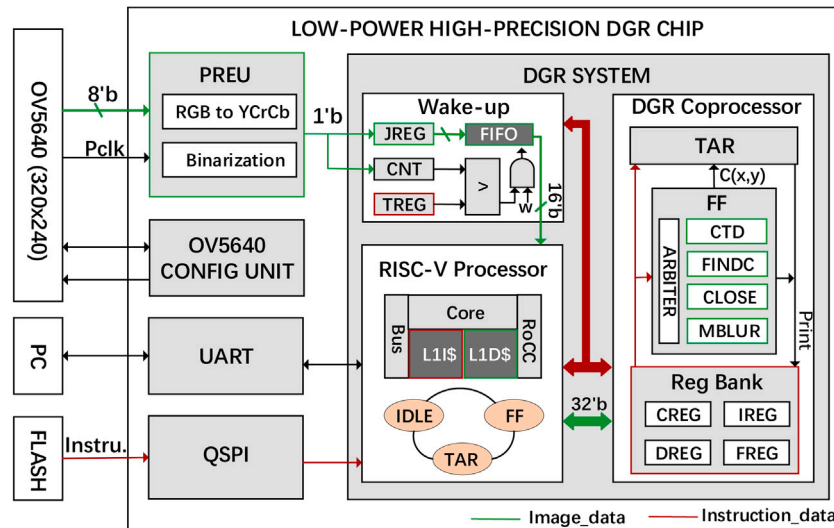 LOW-POWER HIGH-PRECISION DGR CHIP
OV5640 (320x240)
8'b
Pclk
PREU
RGB to YCrCb
Binarization
1'b
OV5640
CONFIG UNIT
PC
UART
FLASH
Instru.
QSPI
DGR SYSTEM
Wake-up
JREG
FIFO
CNT
>
TREG
w
16'b
RISC-V Processor
Bus
Core
RoCC
L1I$
L1D$
IDLE
FF
TAR
32'b
DGR Coprocessor
TAR
C(x,y)
FF
ARBITER
CTD
FINDC
CLOSE
MBLUR
Print
Reg Bank
CREG
IREG
DREG
FREG
Image_data
Instruction_data